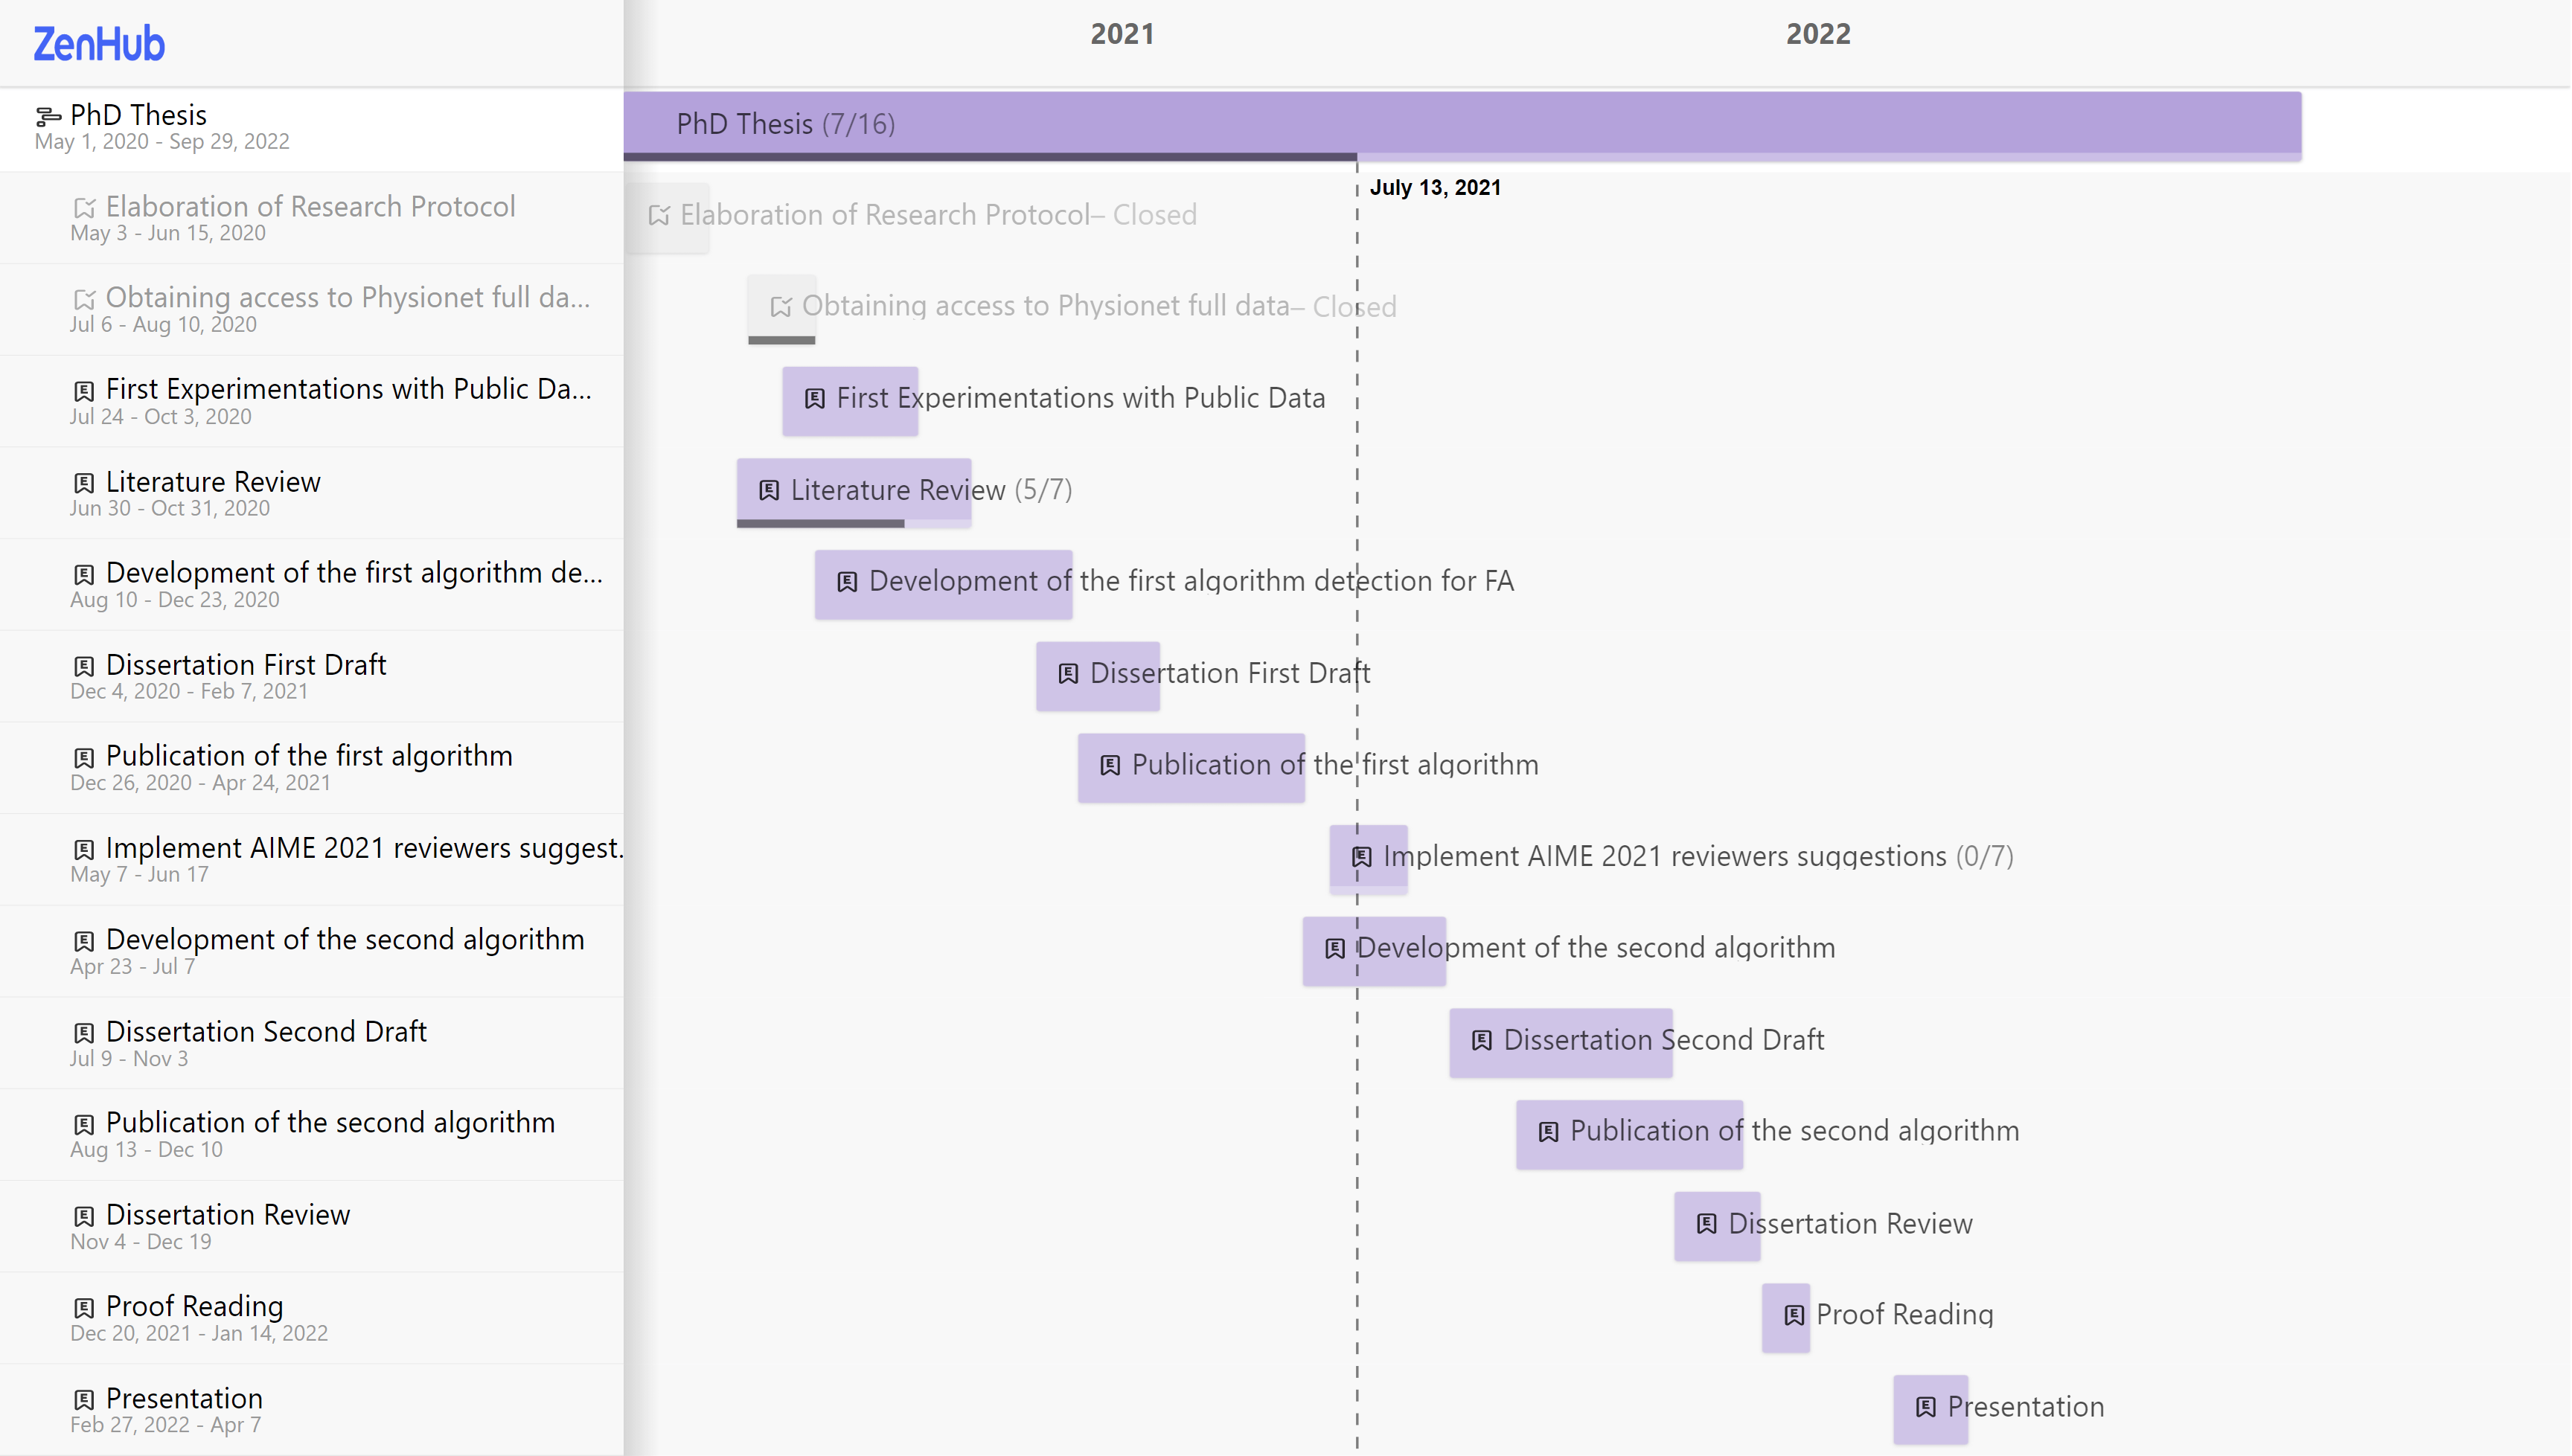 ZenHub
2021
2022
PhD Thesis
May 1, 2020 - Sep 29, 2022
PhD Thesis (7/16)
July 13, 2021
Elaboration of Research Protocol
May 3 - Jun 15, 2020
Elaboration of Research Protocol– Closed
Obtaining access to Physionet full da...
Jul 6 - Aug 10, 2020
Obtaining access to Physionet full data– Closed
First Experimentations with Public Da...
Jul 24 - Oct 3, 2020
First Experimentations with Public Data
Literature Review
Jun 30 - Oct 31, 2020
Literature Review (5/7)
Development of the first algorithm de...
Aug 10 - Dec 23, 2020
Development of the first algorithm detection for FA
Dissertation First Draft
Dec 4, 2020 - Feb 7, 2021
Dissertation First Draft
Publication of the first algorithm
Dec 26, 2020 - Apr 24, 2021
Publication of the first algorithm
Implement AIME 2021 reviewers suggest.
May 7 - Jun 17
Implement AIME 2021 reviewers suggestions (0/7)
Development of the second algorithm
Apr 23 - Jul 7
Development of the second algorithm
Dissertation Second Draft
Jul 9 - Nov 3
Dissertation Second Draft
Publication of the second algorithm
Aug 13 - Dec 10
Publication of the second algorithm
Dissertation Review
Nov 4 - Dec 19
Dissertation Review
Proof Reading
Dec 20, 2021 - Jan 14, 2022
Proof Reading
Presentation
Feb 27, 2022 - Apr 7
Presentation